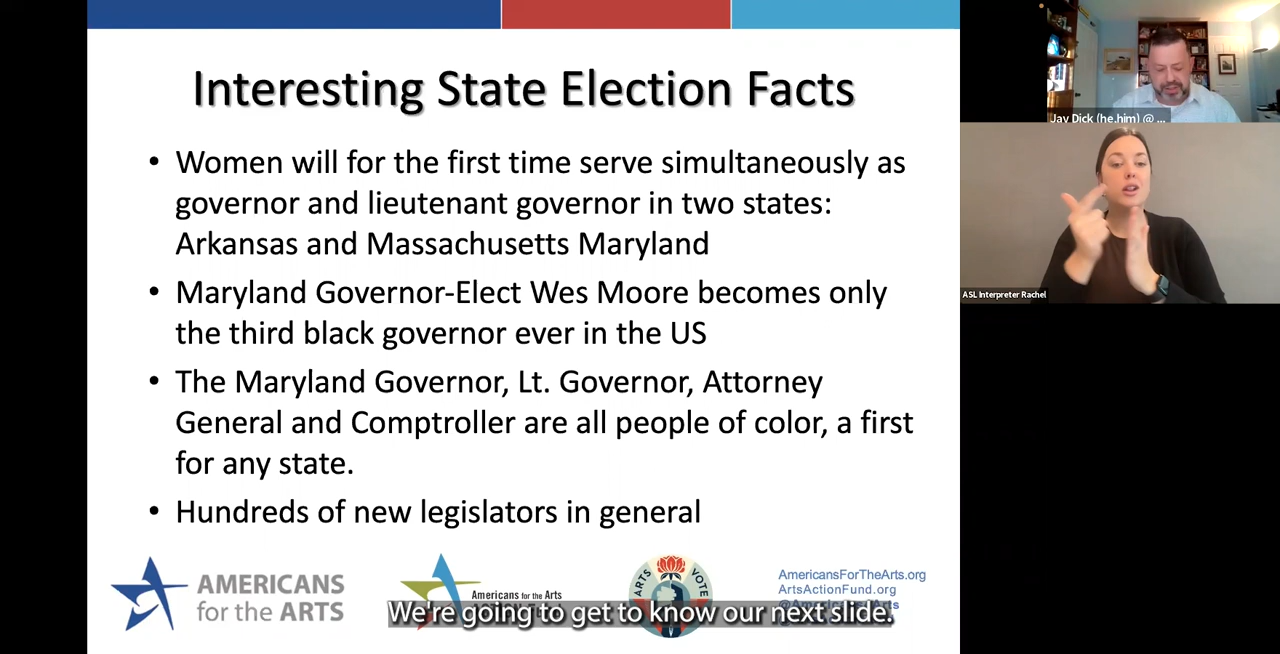 Interesting State Election Facts
• Women will for the first time serve simultaneously as
governor and lieutenant governor in two states:
Arkansas and Massachusetts Maryland
• Maryland Governor-Elect Wes Moore becomes only
the third black governor ever in the US
• The Maryland Governor, Lt. Governor, Attorney
General and Comptroller are all people of color, a first
for any state.
• Hundreds of new legislators in general
AMERICANS
for the ARTS
Americans for the Arts
ARTS VOTE
AmericansForTheArts.org
ArtsActionFund.org
We're going to get to know our next slide.
Jay Dick (he.him) @ ...
ASL Interpreter Rachel